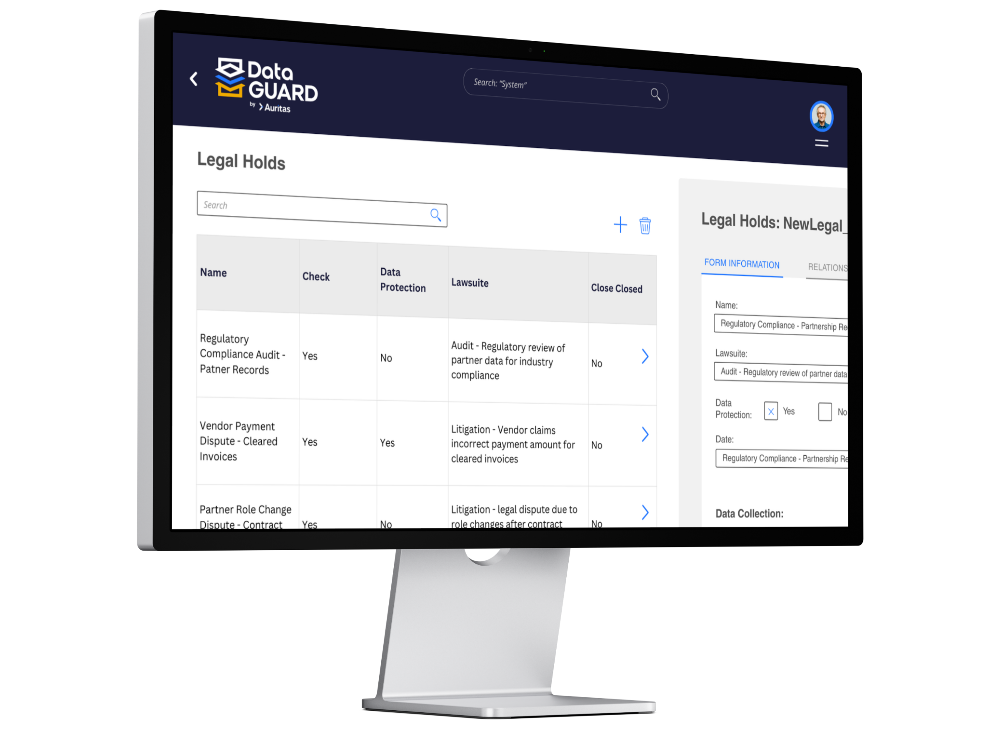 Data
GUARD
by Auritas
Search: “System”
Legal Holds
Search
Name
Check
Data
Protection
Lawsuite
Close Closed
Regulatory
Compliance Audit -
Patner Records
Yes
No
Audit - Regulatory review of
partner data for industry
compliance
No
Vendor Payment
Dispute - Cleared
Invoices
Yes
Yes
Litigation - Vendor claims
incorrect payment amount for
cleared invoices
No
Partner Role Change
Dispute - Contract
Yes
No
Litigation - legal dispute due to
role changes after contract
No
Legal Holds: NewLegal_
FORM INFORMATION
RELATIONS
Name:
Regulatory Compliance - Partnership Re
Lawsuite:
Audit - Regulatory review of partner data
Data
Protection:
X Yes
No
Date:
Regulatory Compliance - Partnership Re
Data Collection: